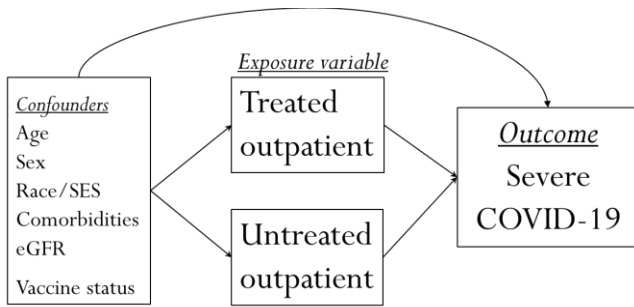 Confounders
Age
Sex
Race/SES
Comorbidities
eGFR
Vaccine status
Exposure variable
Treated
outpatient
Untreated
outpatient
Outcome
Severe
COVID-19